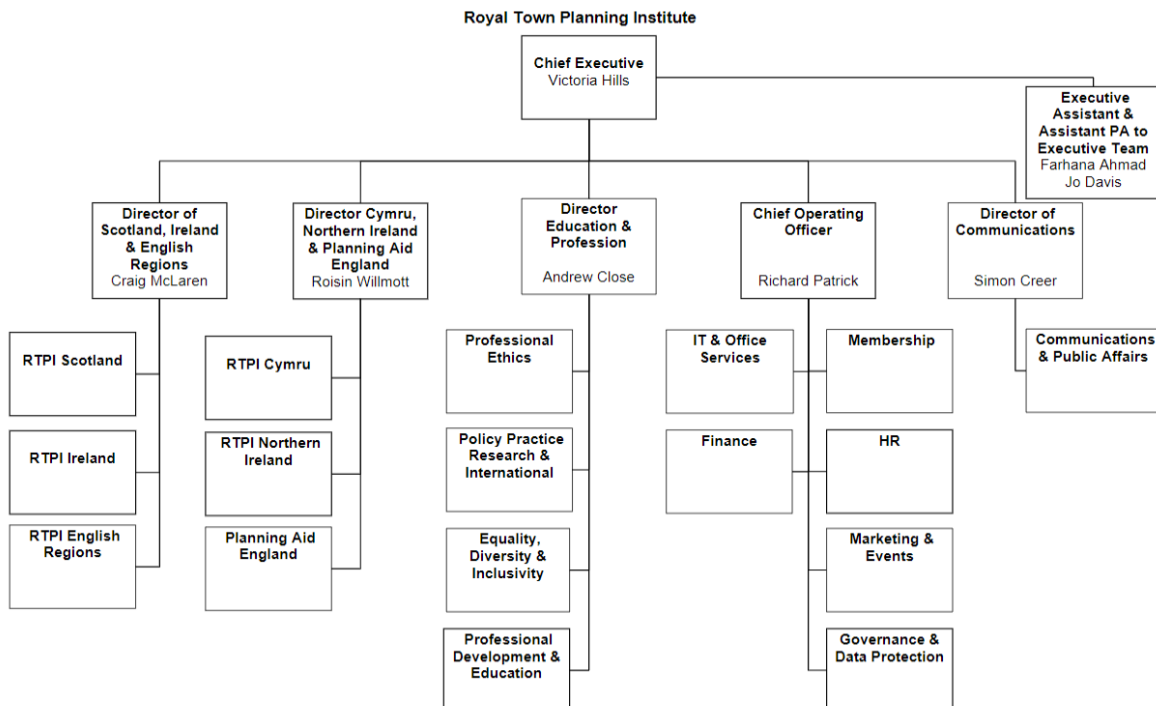 Royal Town Planning Institute
Chief Executive
Victoria Hills
Executive
Assistant &
Assistant PA to
Executive Team
Farhana Ahmad
Jo Davis
Director of
Scotland, Ireland
& English
Regions
Craig McLaren
Director Cymru,
Northern Ireland
& Planning Aid
England
Roisin Willmott
Director
Education &
Profession
Andrew Close
Chief Operating
Officer
Richard Patrick
Director of
Communications
Simon Creer
RTPI Scotland
RTPI Ireland
RTPI English
Regions
RTPI Cymru
RTPI Northern
Ireland
Planning Aid
England
Professional
Ethics
Policy Practice
Research &
International
Equality,
Diversity &
Inclusivity
Professional
Development &
Education
IT & Office
Services
Finance
Membership
HR
Marketing &
Events
Governance &
Data Protection
Communications
& Public Affairs